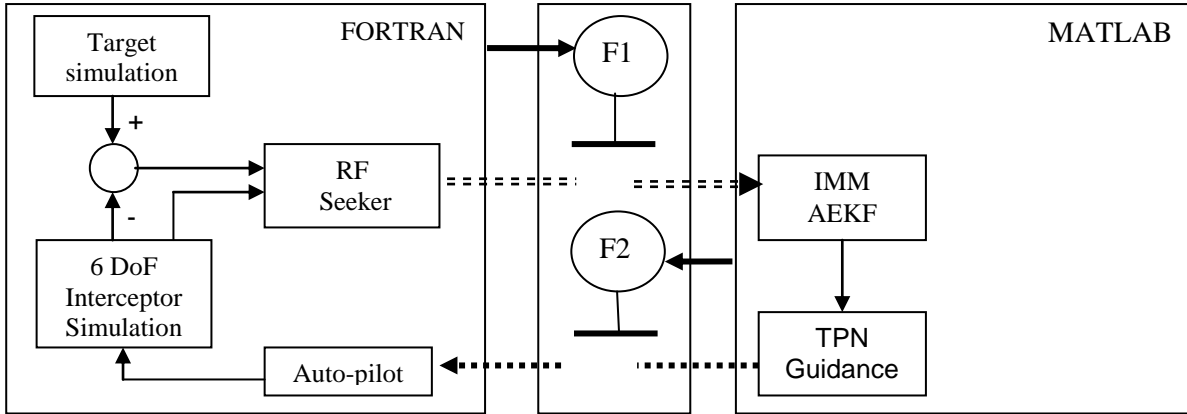 FORTRAN
Target
simulation
+
-
RF
Seeker
6 DoF
Interceptor
Simulation
Auto-pilot
F1
F2
MATLAB
IMM
AEKF
TPN
Guidance